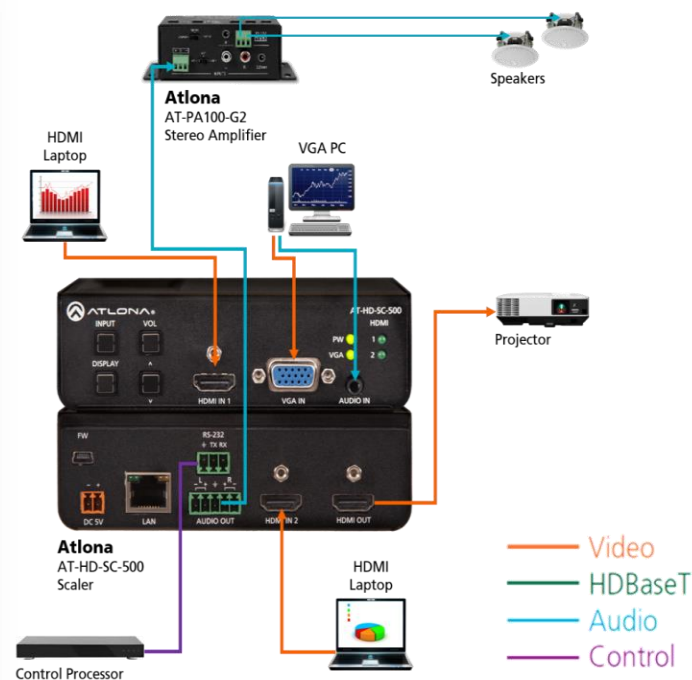 Speakers
Atlona
AT-PA100-G2
Stereo Amplifier
HDMI
Laptop
VGA PC
ATLONA®
AT-HD-SC-500
INPUT
VOL
HDMI
PW
1
VGA
2
DISPLAY
HDMI IN 1
VGA IN
AUDIO IN
Projector
FW
RS-232
+ TX RX
L
R
- +
DC 5V
LAN
AUDIO OUT
HDMI IN 2
HDMI OUT
Atlona
AT-HD-SC-500
Scaler
HDMI
Laptop
Control Processor
Video
HDBaseT
Audio
Control